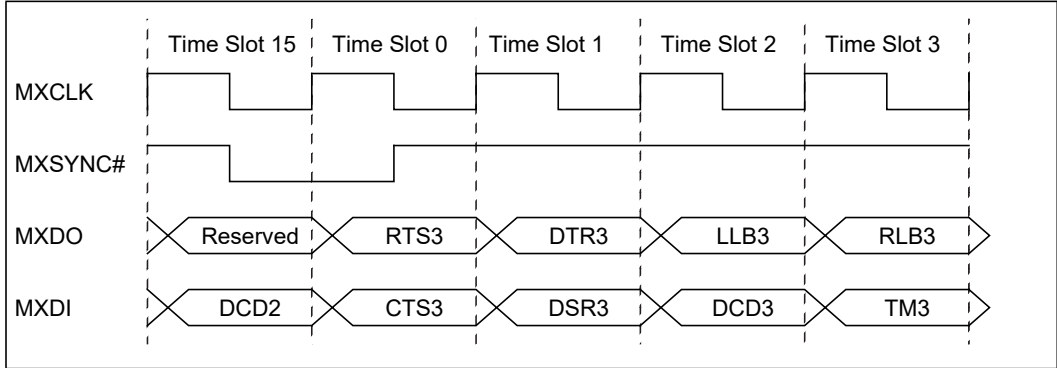 Time Slot 15 Time Slot 0 Time Slot 1 Time Slot 2 Time Slot 3
MXCLK
MXSYNC#
MXDO Reserved RTS3 DTR3 LLB3 RLB3
MXDI DCD2 CTS3 DSR3 DCD3 TM3